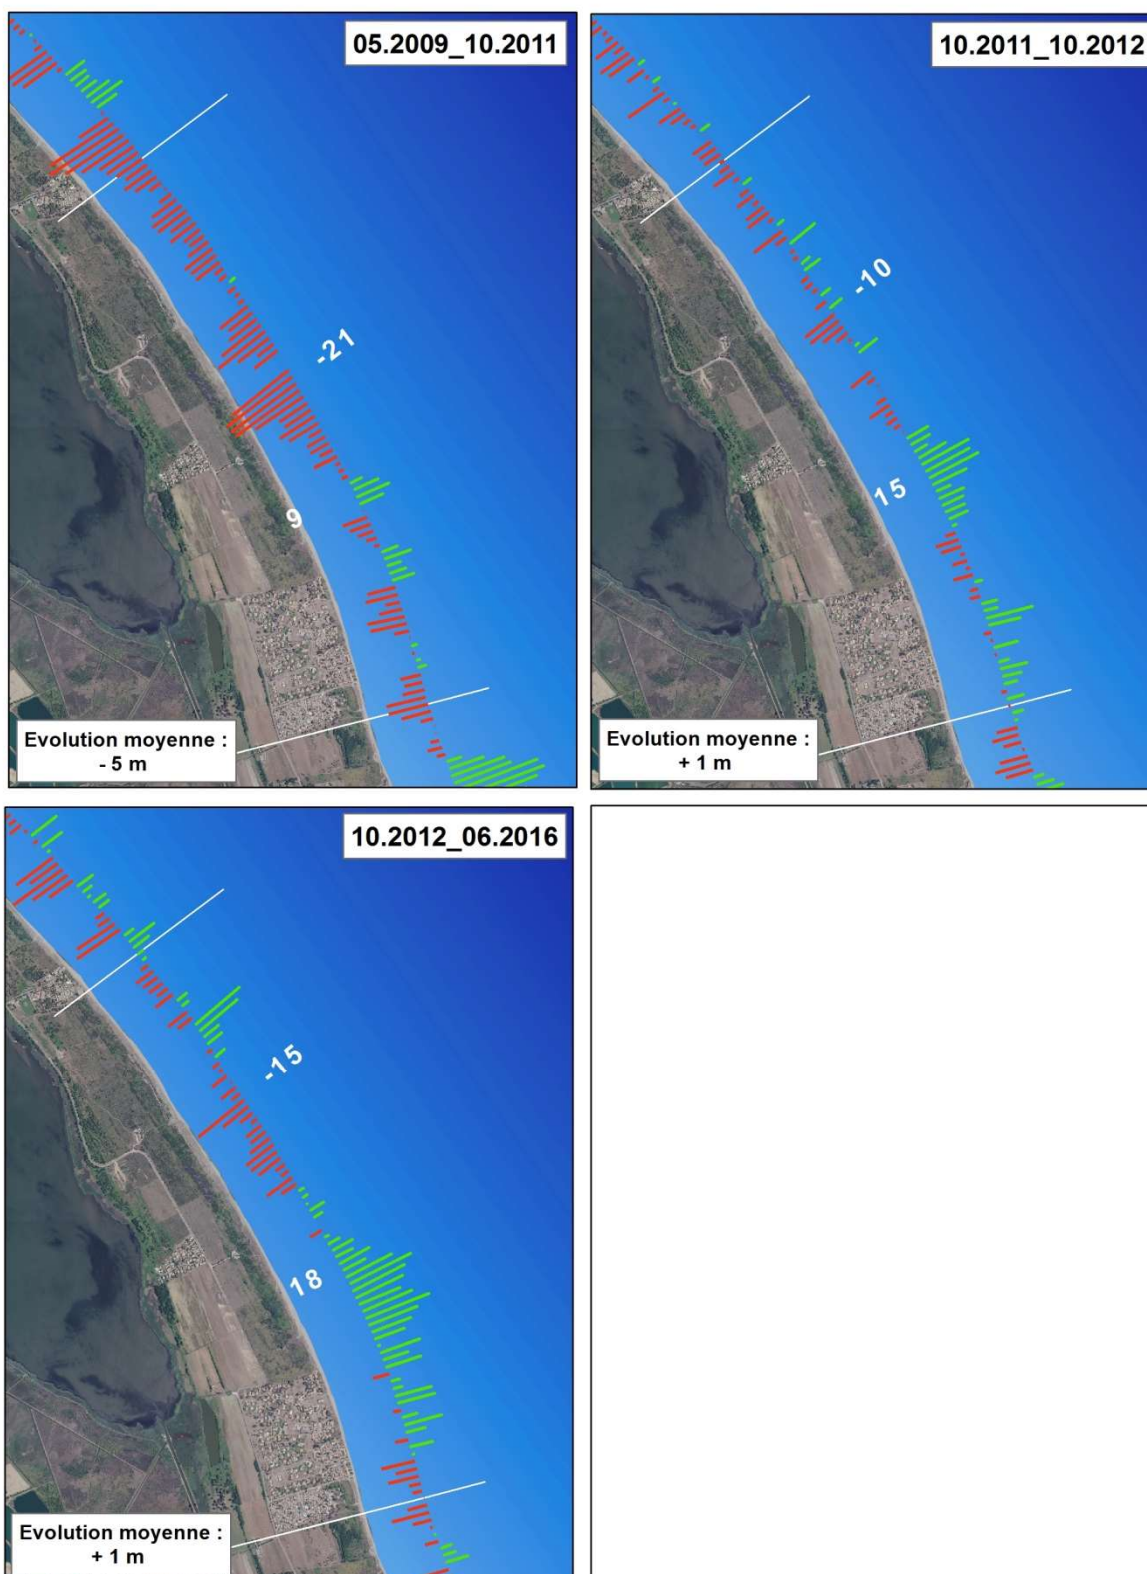 05.2009_10.2011
-21
9
Evolution moyenne :
- 5 m
10.2011_10.2012
-10
15
Evolution moyenne :
+ 1 m
10.2012_06.2016
-15
18
Evolution moyenne :
+ 1 m